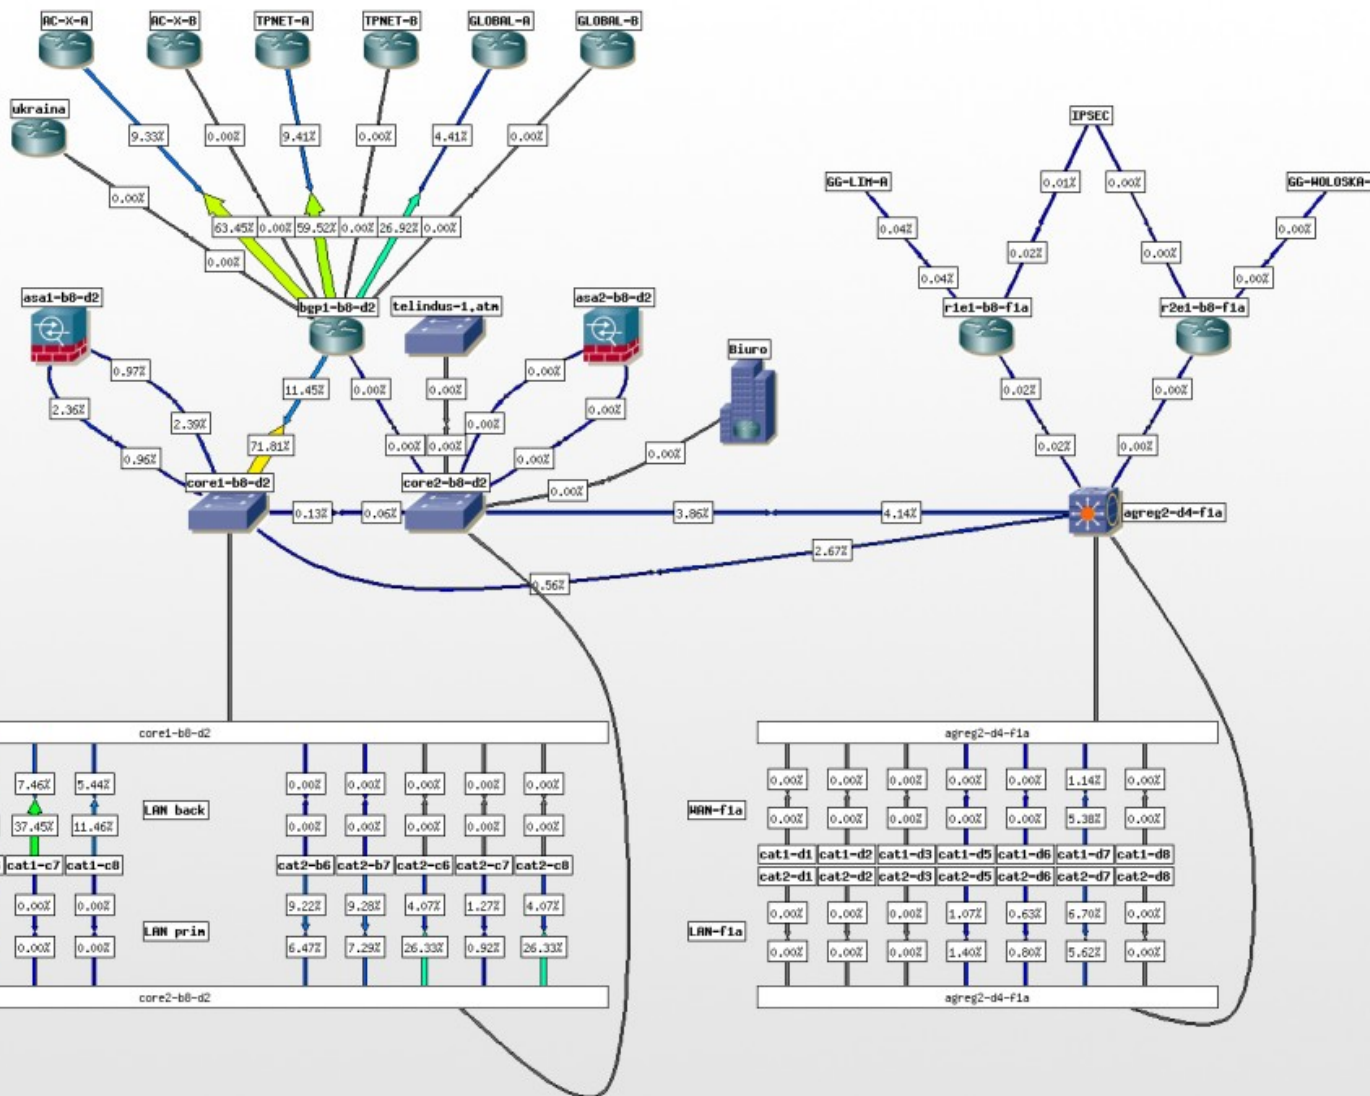 AC-X-A AC-X-B TPNET-A TPNET-B GLOBAL-A GLOBAL-B
ukraina
IPSEC
9.33% 0.00% 9.41% 0.00% 4.41% 0.00%
GG-LIM-A 0.01% 0.00% GG-WOLOSKA-
0.00%
63.45% 0.00% 59.52% 0.00% 26.92% 0.00% 0.04% 0.00%
0.00% 0.02% 0.00%
0.04% 0.00%
asa1-b8-d2 bgp1-b8-d2 telindus-1,atm asa2-b8-d2 r1e1-b8-f1a r2e1-b8-f1a
Biuro
0.97% 0.00%
11.45% 0.00% 0.00% 0.02% 0.00%
2.36% 0.00%
2.39% 0.00%
71.81% 0.00% 0.00% 0.02% 0.00%
0.96% 0.00% 0.00%
core1-b8-d2 core2-b8-d2
0.00%
0.13% 0.06% 3.86% 4.14% agreg2-d4-f1a
2.67%
0.56%
core1-b8-d2 agreg2-d4-f1a
7.46% 5.44% 0.00% 0.00% 0.00% 0.00% 0.00% 0.00% 0.00% 0.00% 0.00% 0.00% 1.14% 0.00%
LAN back WAN-f1a
37.45% 11.46% 0.00% 0.00% 0.00% 0.00% 0.00% 0.00% 0.00% 0.00% 0.00% 0.00% 5.38% 0.00%
cat1-d1 cat1-d2 cat1-d3 cat1-d5 cat1-d6 cat1-d7 cat1-d8
cat1-c7 cat1-c8 cat2-b6 cat2-b7 cat2-c6 cat2-c7 cat2-c8
cat2-d1 cat2-d2 cat2-d3 cat2-d5 cat2-d6 cat2-d7 cat2-d8
0.00% 0.00% 9.22% 9.28% 4.07% 1.27% 4.07% 0.00% 0.00% 0.00% 1.07% 0.63% 6.70% 0.00%
LAN prim LAN-f1a
0.00% 0.00% 6.47% 7.29% 26.33% 0.92% 26.33% 0.00% 0.00% 0.00% 1.40% 0.80% 5.62% 0.00%
core2-b8-d2 agreg2-d4-f1a